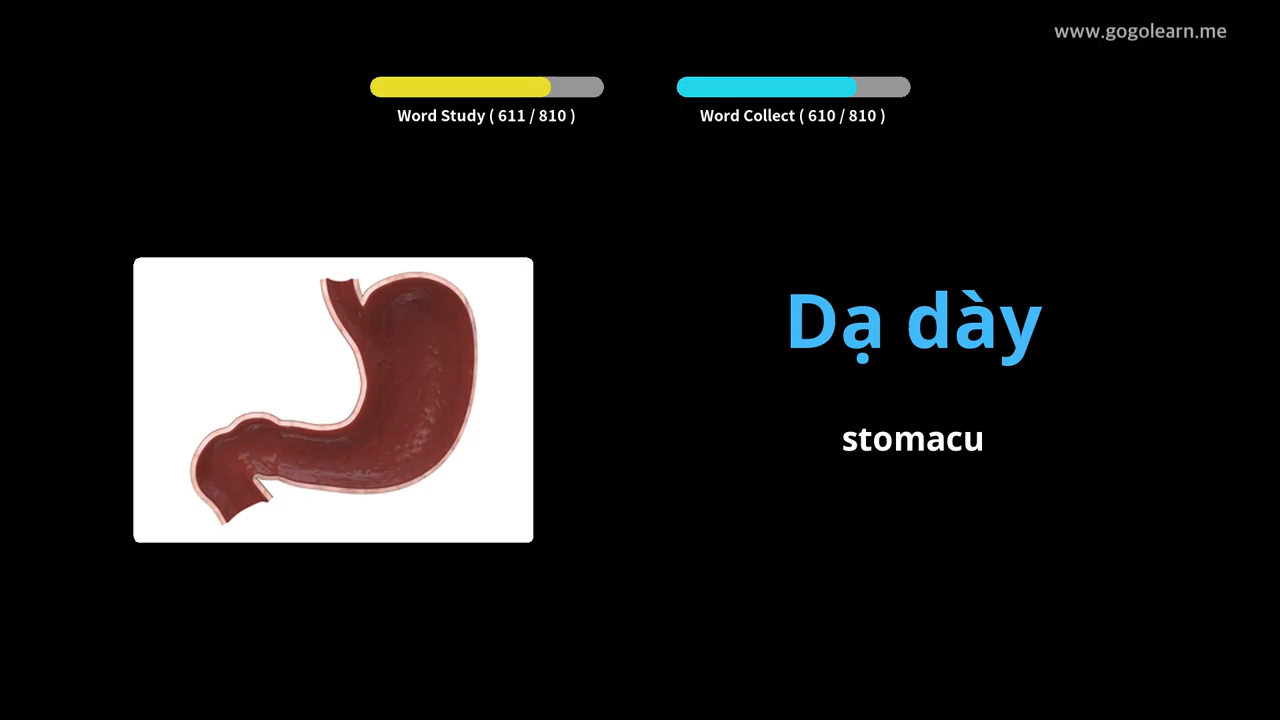 www.gogolearn.me
Word Study ( 611 / 810 )
Word Collect ( 610 / 810 )
Dạ dày
stomacu